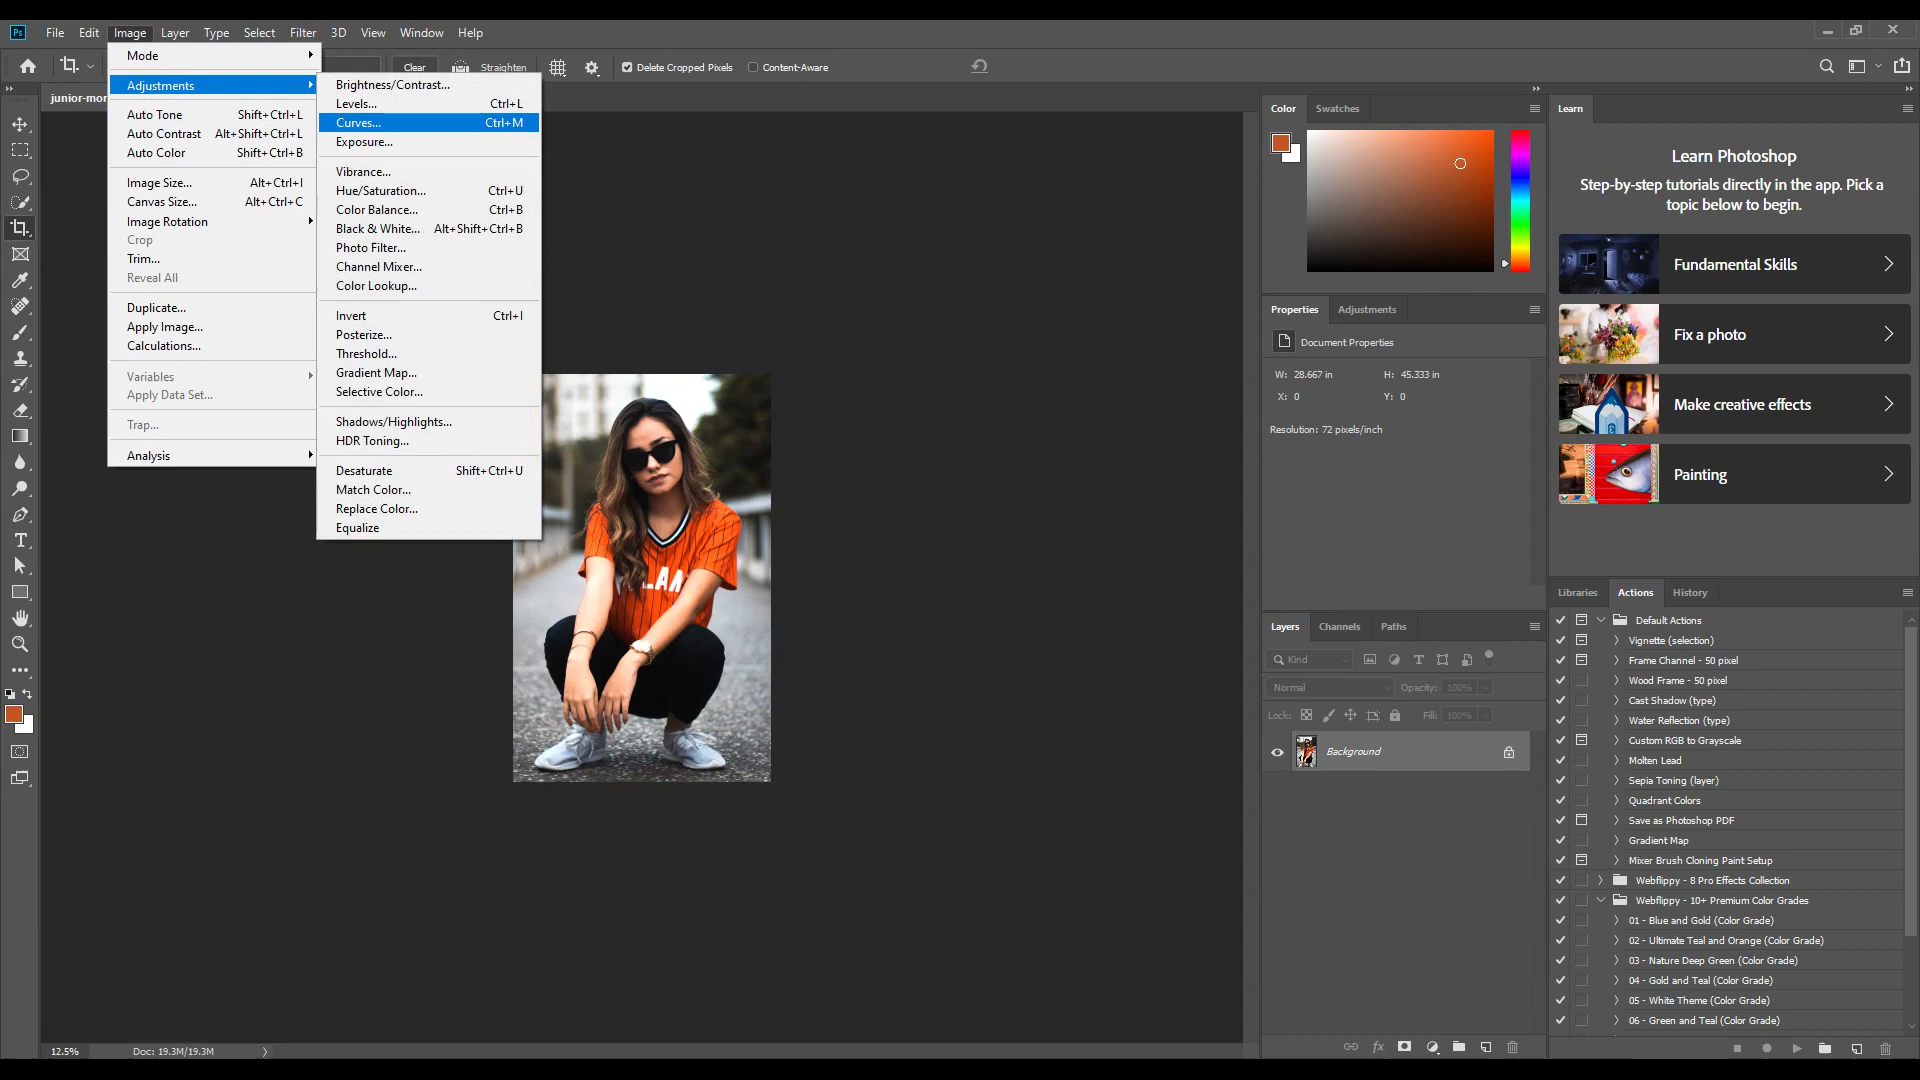 Ps File Edit Image Layer Type Select Filter 3D View Window Help
Clear Straighten Delete Cropped Pixels Content-Aware
junior-mor
Mode
Adjustments
Auto Tone Shift+Ctrl+L
Auto Contrast Alt+Shift+Ctrl+L
Auto Color Shift+Ctrl+B
Image Size... Alt+Ctrl+I
Canvas Size... Alt+Ctrl+C
Image Rotation
Crop
Trim...
Reveal All
Duplicate...
Apply Image...
Calculations...
Variables
Apply Data Set...
Trap...
Analysis
Brightness/Contrast...
Levels... Ctrl+L
Curves... Ctrl+M
Exposure...
Vibrance...
Hue/Saturation... Ctrl+U
Color Balance... Ctrl+B
Black & White... Alt+Shift+Ctrl+B
Photo Filter...
Channel Mixer...
Color Lookup...
Invert Ctrl+I
Posterize...
Threshold...
Gradient Map...
Selective Color...
Shadows/Highlights...
HDR Toning...
Desaturate Shift+Ctrl+U
Match Color...
Replace Color...
Equalize
12.5% Doc: 19.3M/19.3M
Color Swatches
Properties Adjustments
Document Properties
W: 28.667 in H: 45.333 in
X: 0 Y: 0
Resolution: 72 pixels/inch
Layers Channels Paths
Kind
Normal Opacity: 100%
Lock: Fill: 100%
Background
fx
Learn
Learn Photoshop
Step-by-step tutorials directly in the app. Pick a
topic below to begin.
Fundamental Skills
Fix a photo
Make creative effects
Painting
Libraries Actions History
Default Actions
Vignette (selection)
Frame Channel - 50 pixel
Wood Frame - 50 pixel
Cast Shadow (type)
Water Reflection (type)
Custom RGB to Grayscale
Molten Lead
Sepia Toning (layer)
Quadrant Colors
Save as Photoshop PDF
Gradient Map
Mixer Brush Cloning Paint Setup
Webflippy - 8 Pro Effects Collection
Webflippy - 10+ Premium Color Grades
01 - Blue and Gold (Color Grade)
02 - Ultimate Teal and Orange (Color Grade)
03 - Nature Deep Green (Color Grade)
04 - Gold and Teal (Color Grade)
05 - White Theme (Color Grade)
06 - Green and Teal (Color Grade)